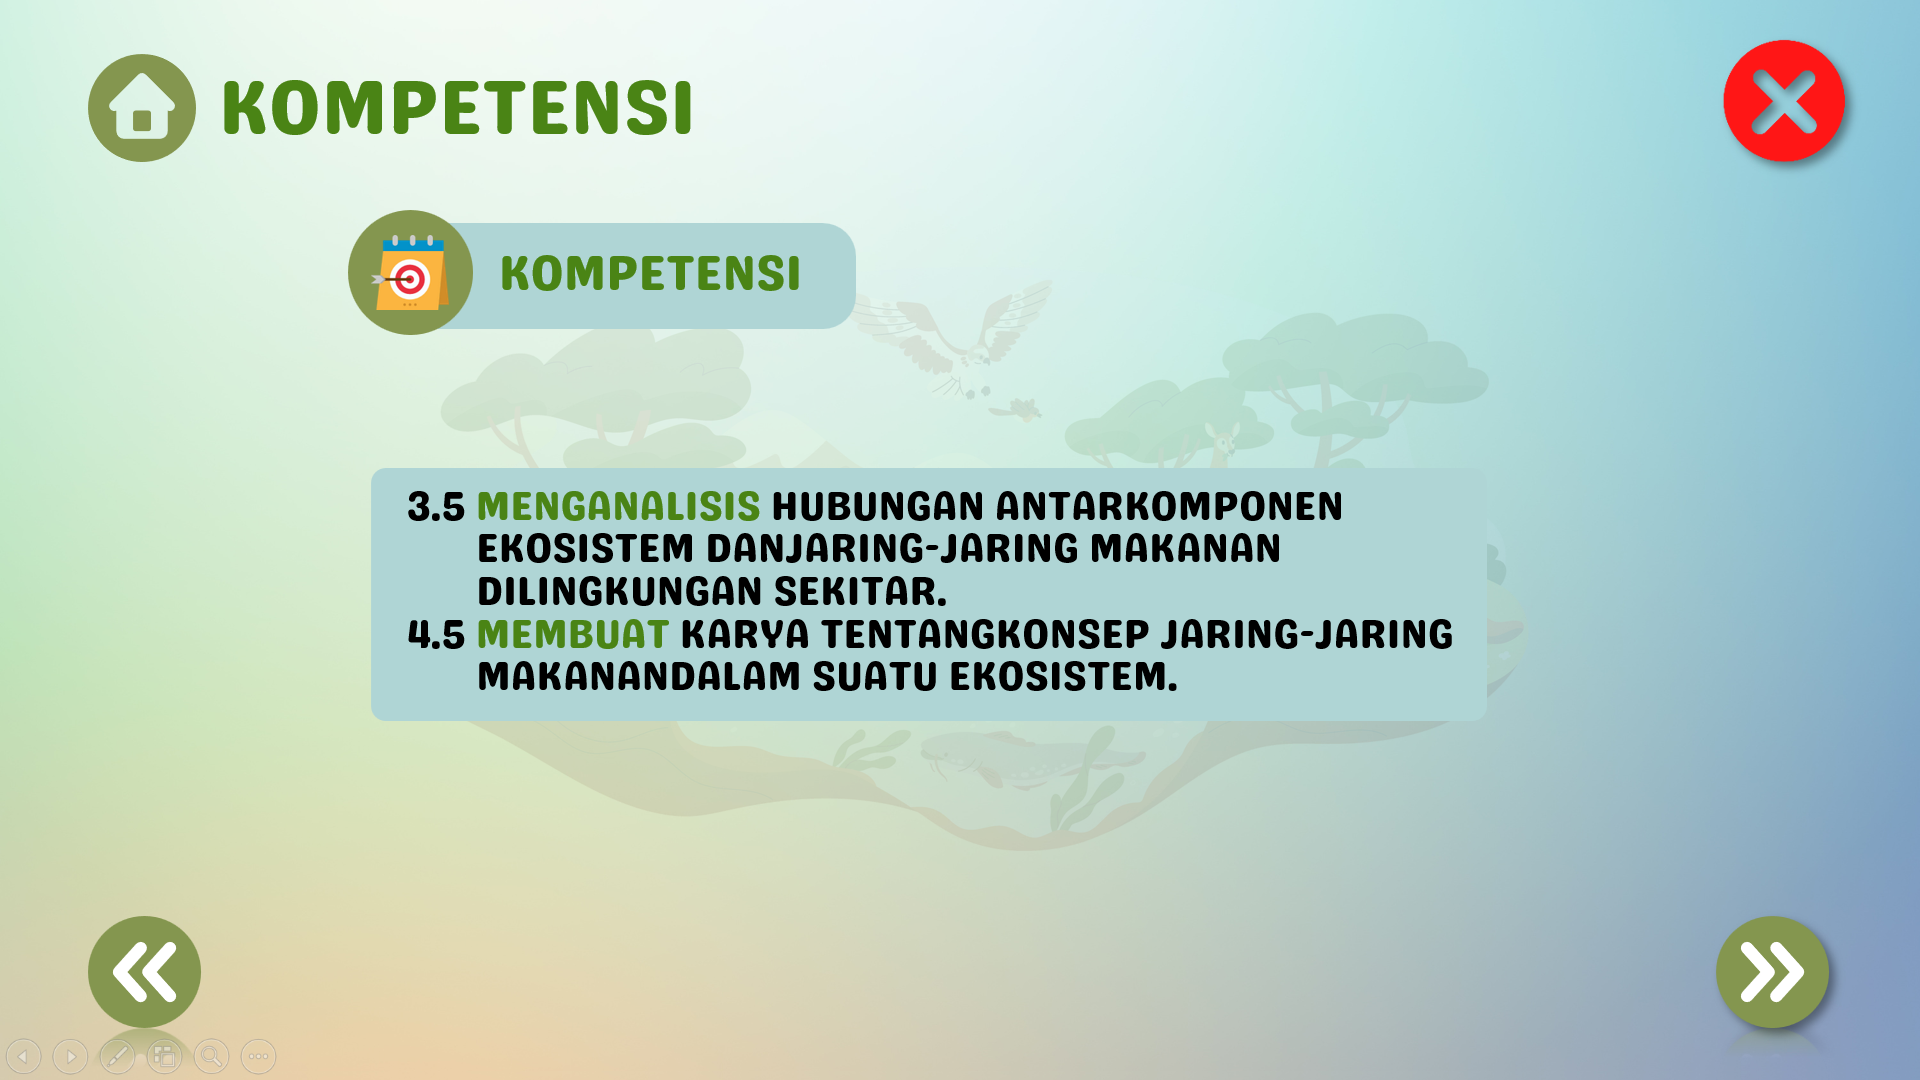 KOMPETENSI
KOMPETENSI
3.5 MENGANALISIS HUBUNGAN ANTARKOMPONEN
EKOSISTEM DANJARING-JARING MAKANAN
DILINGKUNGAN SEKITAR.
4.5 MEMBUAT KARYA TENTANGKONSEP JARING-JARING
MAKANANDALAM SUATU EKOSISTEM.